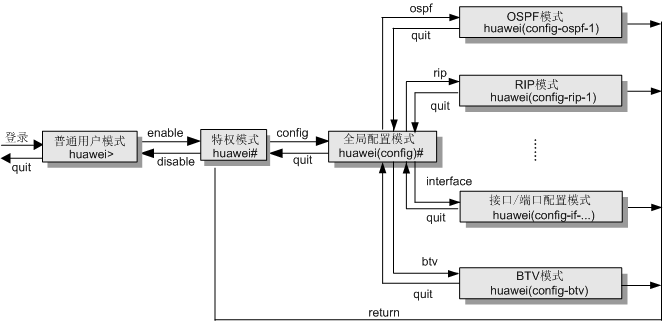 登录
quit
普通用户模式
huawei>
enable
disable
特权模式
huawei#
config
quit
全局配置模式
huawei(config)#
ospf
quit
OSPF模式
huawei(config-ospf-1)
rip
quit
RIP模式
huawei(config-rip-1)
interface
quit
接口/端口配置模式
huawei(config-if-...)
btv
quit
BTV模式
huawei(config-btv)
return